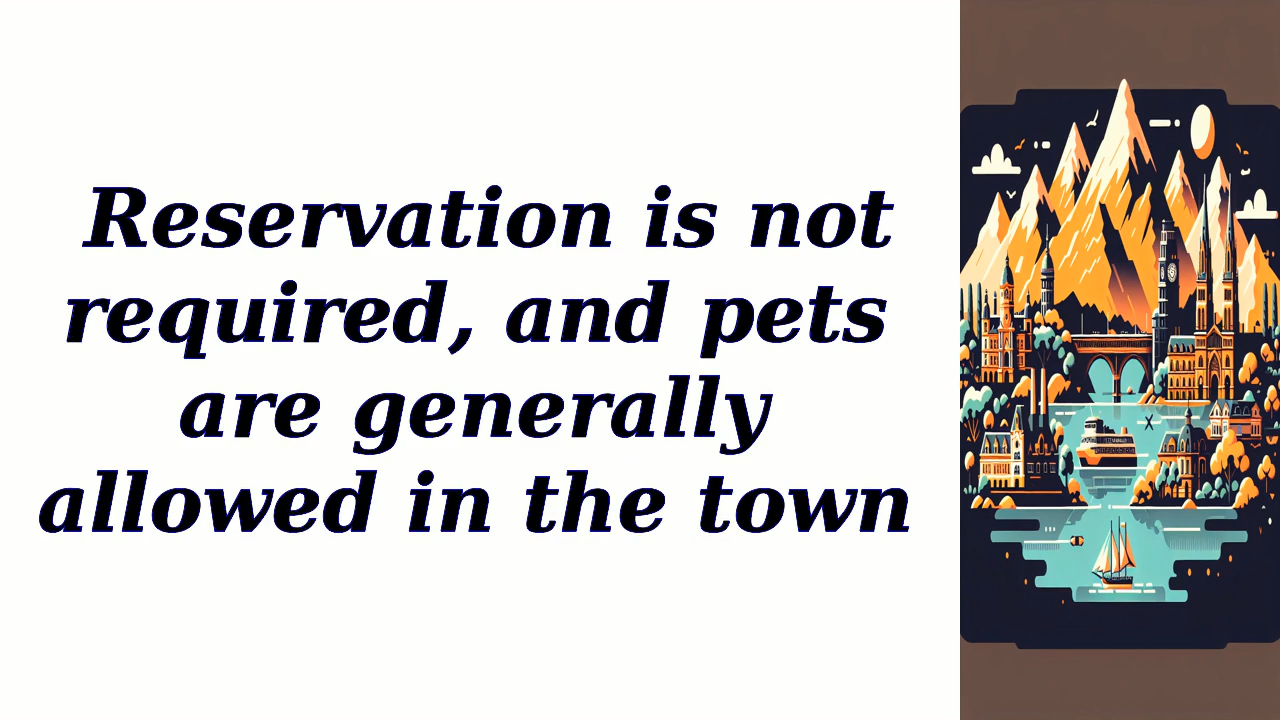 Reservation is not
required, and pets
are generally
allowed in the town